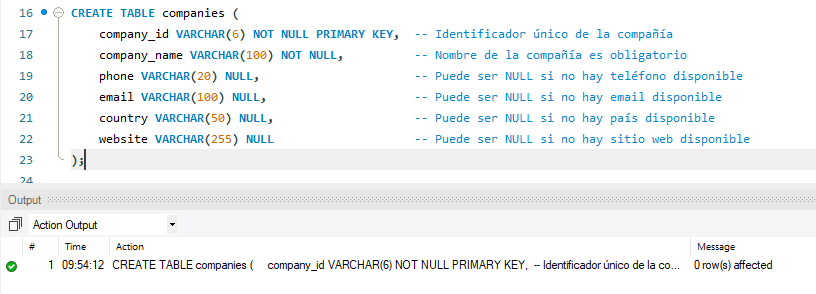 16 CREATE TABLE companies (
17 company_id VARCHAR(6) NOT NULL PRIMARY KEY, -- Identificador único de la compañía
18 company_name VARCHAR(100) NOT NULL, -- Nombre de la compañía es obligatorio
19 phone VARCHAR(20) NULL, -- Puede ser NULL si no hay teléfono disponible
20 email VARCHAR(100) NULL, -- Puede ser NULL si no hay email disponible
21 country VARCHAR(50) NULL, -- Puede ser NULL si no hay país disponible
22 website VARCHAR(255) NULL -- Puede ser NULL si no hay sitio web disponible
23 );
24
Output
Action Output
# Time Action Message
1 09:54:12 CREATE TABLE companies ( company_id VARCHAR(6) NOT NULL PRIMARY KEY, -- Identificador único de la co... 0 row(s) affected